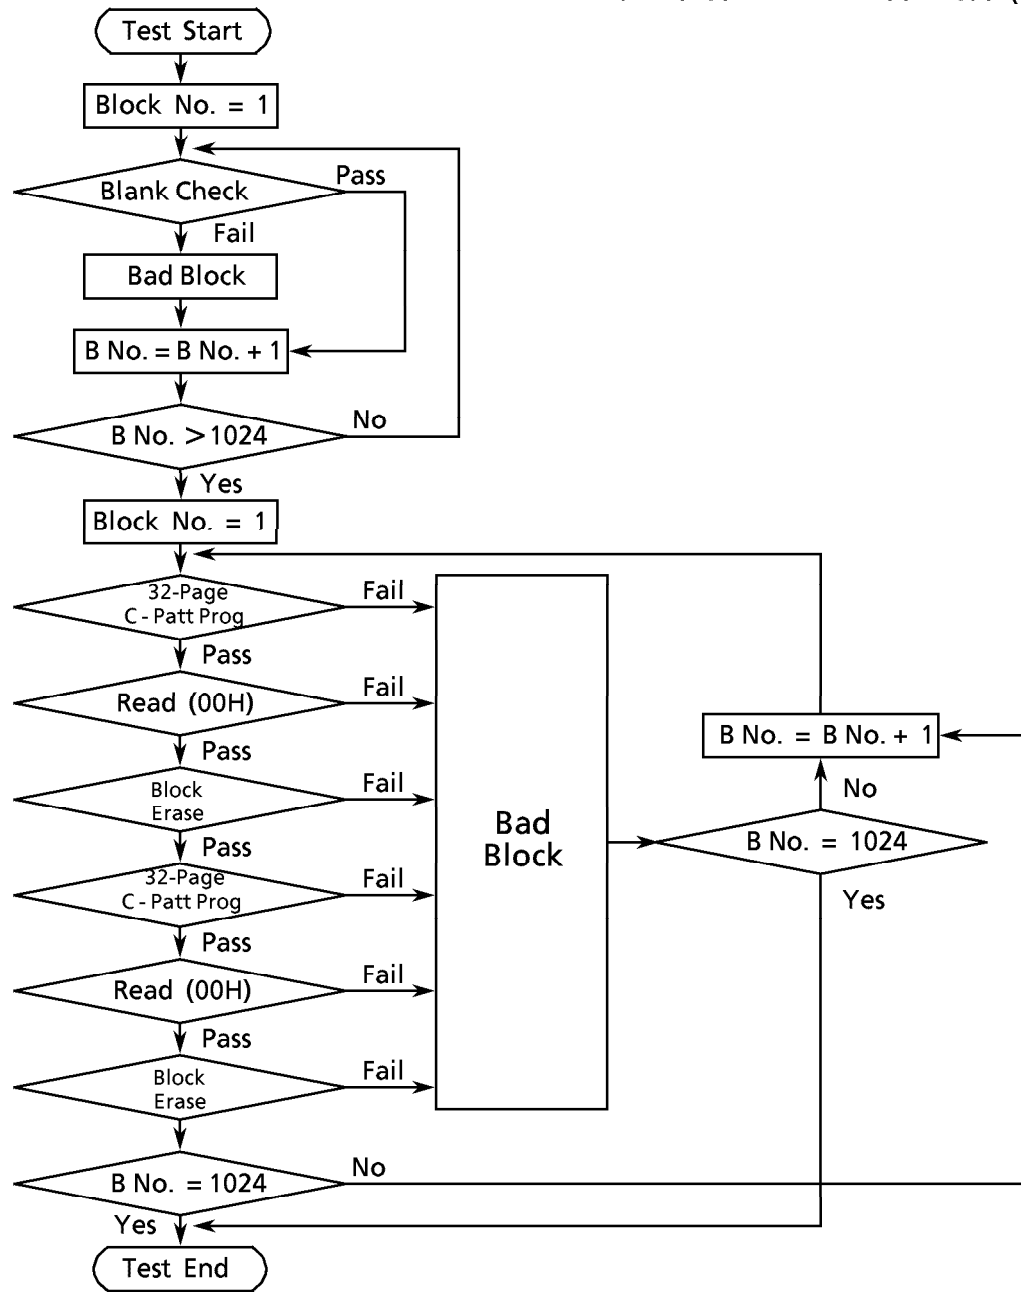 Test Start
Block No. = 1
Blank Check
Pass
Fail
Bad Block
B No. = B No. + 1
B No. > 1024
No
Yes
Block No. = 1
32-Page
C - Patt Prog
Fail
Pass
Read (00H)
Fail
Pass
Block
Erase
Fail
Pass
32-Page
C - Patt Prog
Fail
Pass
Read (00H)
Fail
Pass
Block
Erase
Fail
B No. = 1024
No
Yes
Test End
Bad
Block
B No. = B No. + 1
No
B No. = 1024
Yes